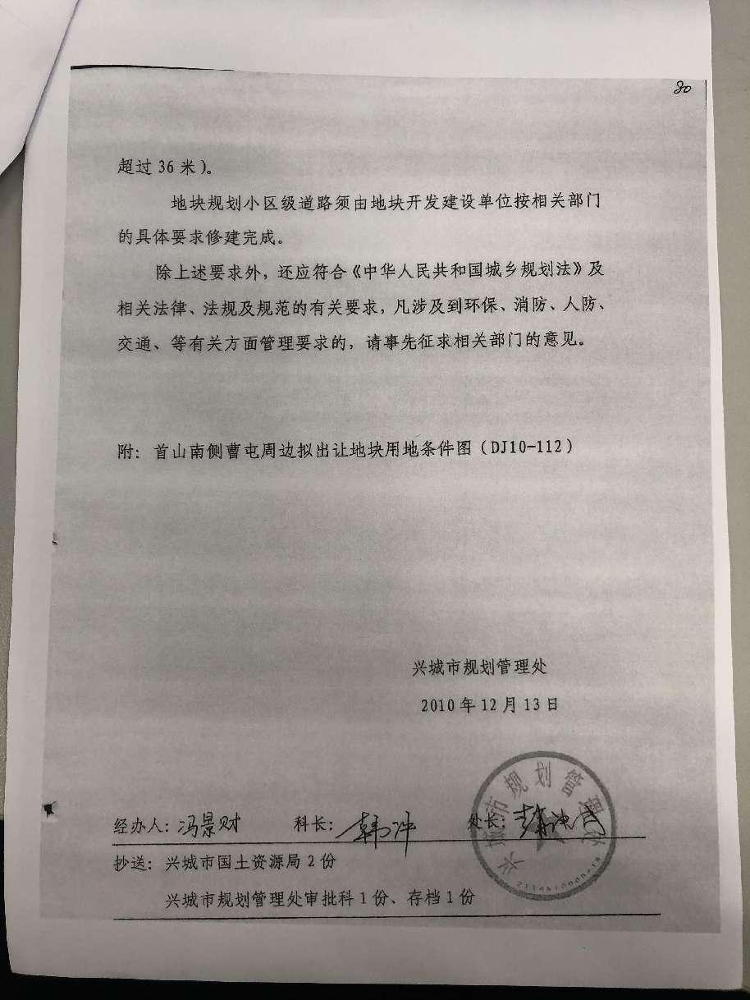 80
超过36米)。
地块规划小区级道路须由地块开发建设单位按相关部门
的具体要求修建完成。
除上述要求外，还应符合《中华人民共和国城乡规划法》及
相关法律、法规及规范的有关要求，凡涉及到环保、消防、人防、
交通、等有关方面管理要求的，请事先征求相关部门的意见。
附：首山南侧曹屯周边拟出让地块用地条件图（DJ10-112）
兴城市规划管理处
2010年12月13日
兴城市规划管理处
经办人：冯景财 科长：韩冲 处长：
抄送：兴城市国土资源局2份
兴城市规划管理处审批科1份、存档1份